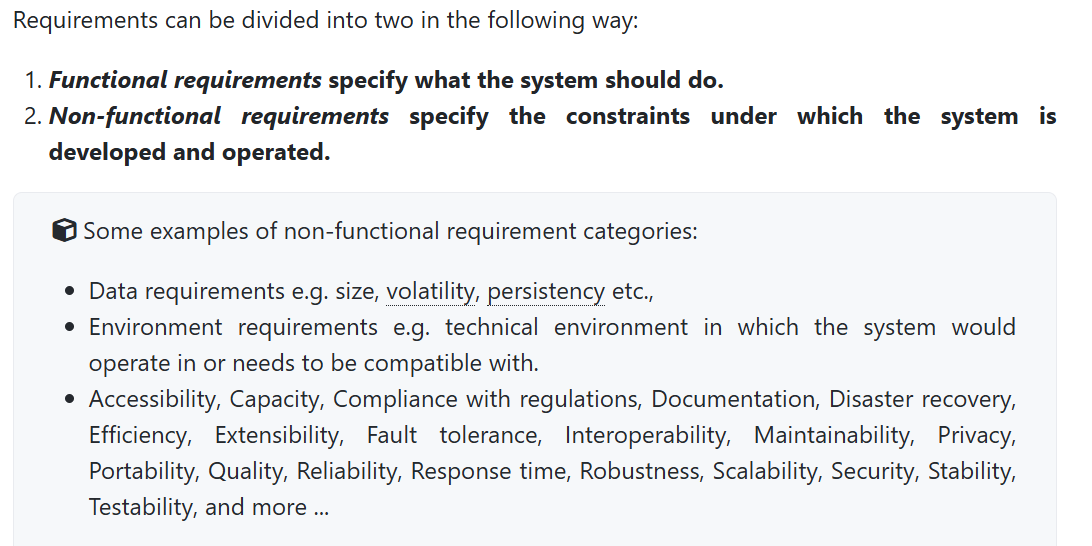 Requirements can be divided into two in the following way:
1. Functional requirements specify what the system should do.
2. Non-functional requirements specify the constraints under which the system is
developed and operated.
Some examples of non-functional requirement categories:
• Data requirements e.g. size, volatility, persistency etc.,
• Environment requirements e.g. technical environment in which the system would
operate in or needs to be compatible with.
• Accessibility, Capacity, Compliance with regulations, Documentation, Disaster recovery,
Efficiency, Extensibility, Fault tolerance, Interoperability, Maintainability, Privacy,
Portability, Quality, Reliability, Response time, Robustness, Scalability, Security, Stability,
Testability, and more ...